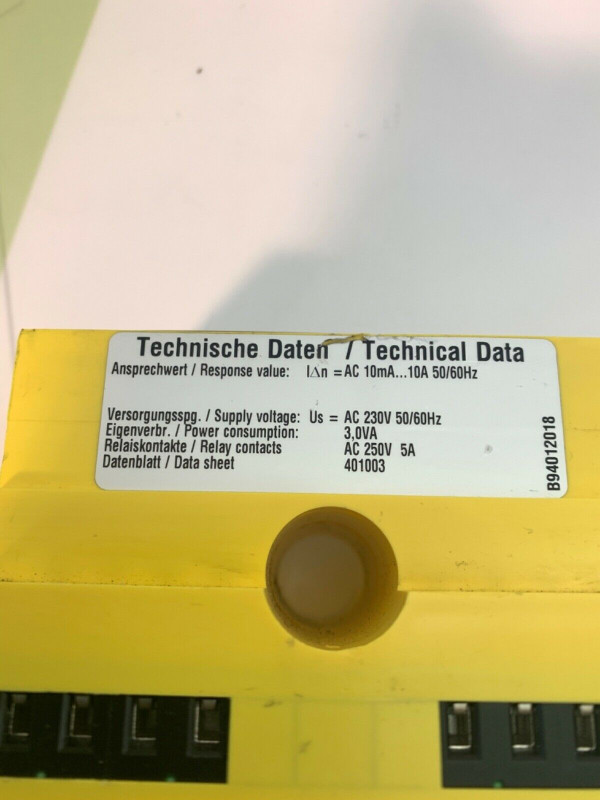 Technische Daten / Technical Data
Ansprechwert / Response value: I∆n = AC 10mA...10A 50/60Hz
Versorgungsspg. / Supply voltage: Us = AC 230V 50/60Hz
Eigenverbr. / Power consumption: 3,0VA
Relaiskontakte / Relay contacts AC 250V 5A
Datenblatt / Data sheet 401003
B94012018